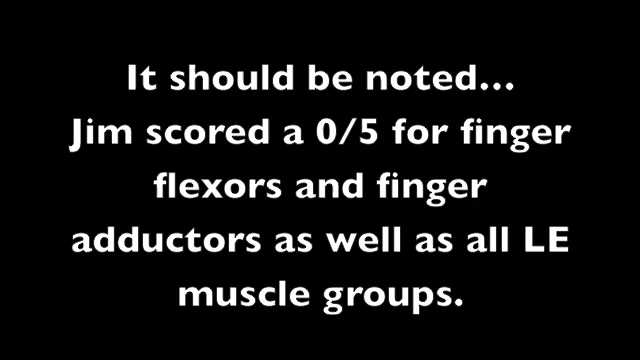 It should be noted...
Jim scored a 0/5 for finger
flexors and finger
adductors as well as all LE
muscle groups.